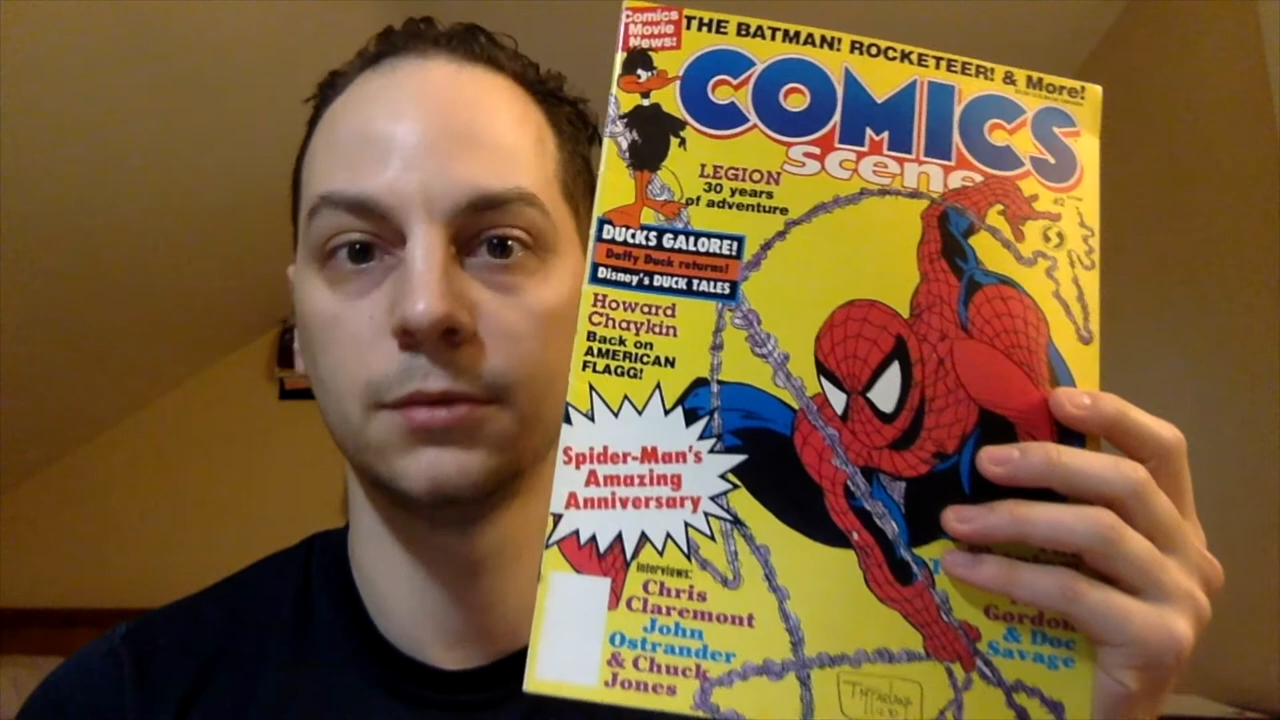 Comics
Movie
News!
THE BATMAN! ROCKETEER! & More!
COMICS
scene
#2
LEGION
30 years
of adventure
DUCKS GALORE!
Daffy Duck returns!
Disney's DUCK TALES
Howard
Chaykin
Back on
AMERICAN
FLAGG!
Spider-Man's
Amazing
Anniversary
Interviews:
Chris
Claremont
John
Ostrander
& Chuck
Jones
Gordon
& Doc
Savage